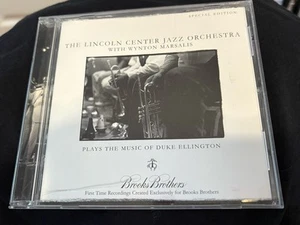 SPECIAL EDITION
THE LINCOLN CENTER JAZZ ORCHESTRA
WITH WYNTON MARSALIS
PLAYS THE MUSIC OF DUKE ELLINGTON
Brooks Brothers
First Time Recordings Created Exclusively for Brooks Brothers